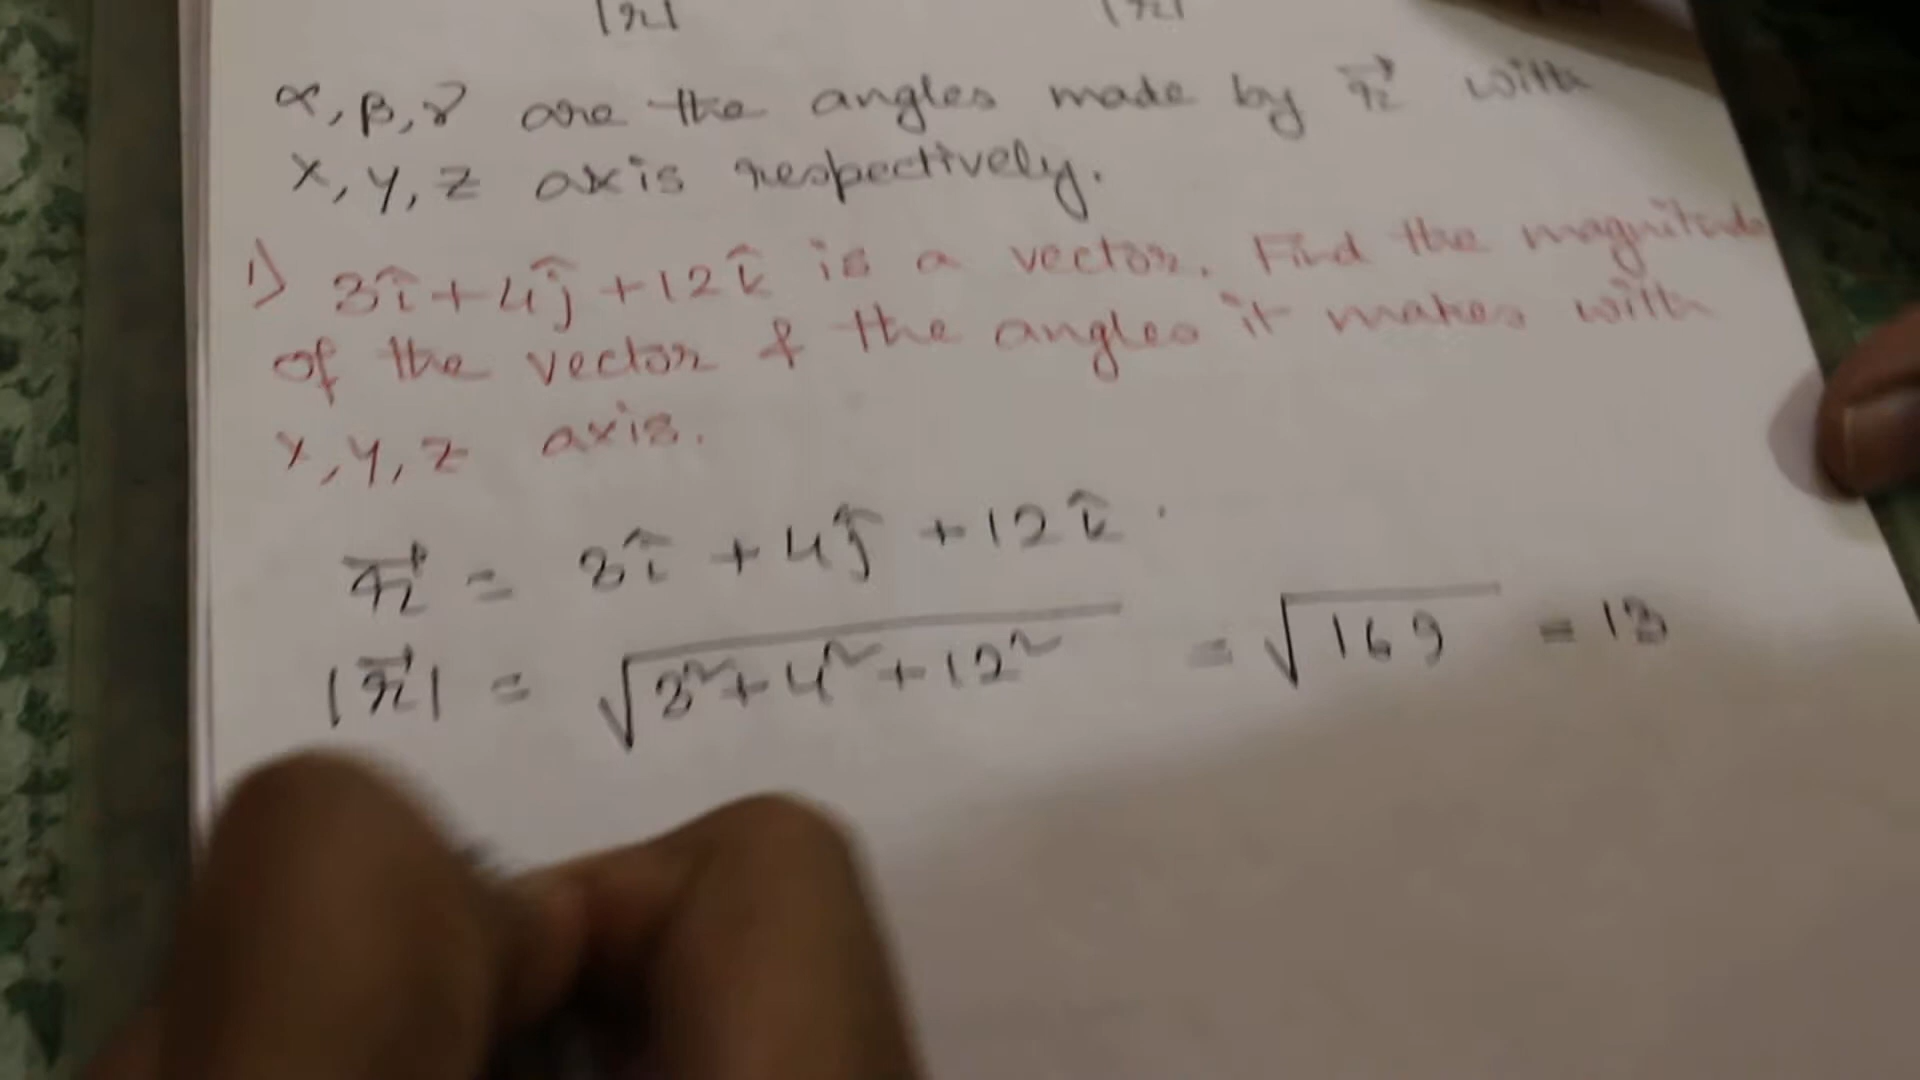 |r|   |r|
α, β, γ are the angles made by r⃗ with
x, y, z axis respectively.
1) 3î + 4ĵ + 12k̂ is a vector. Find the magnitude
of the vector & the angles it makes with
x, y, z axis.
r⃗ = 3î + 4ĵ + 12k̂.
|r⃗| = √3² + 4² + 12² = √169 = 13